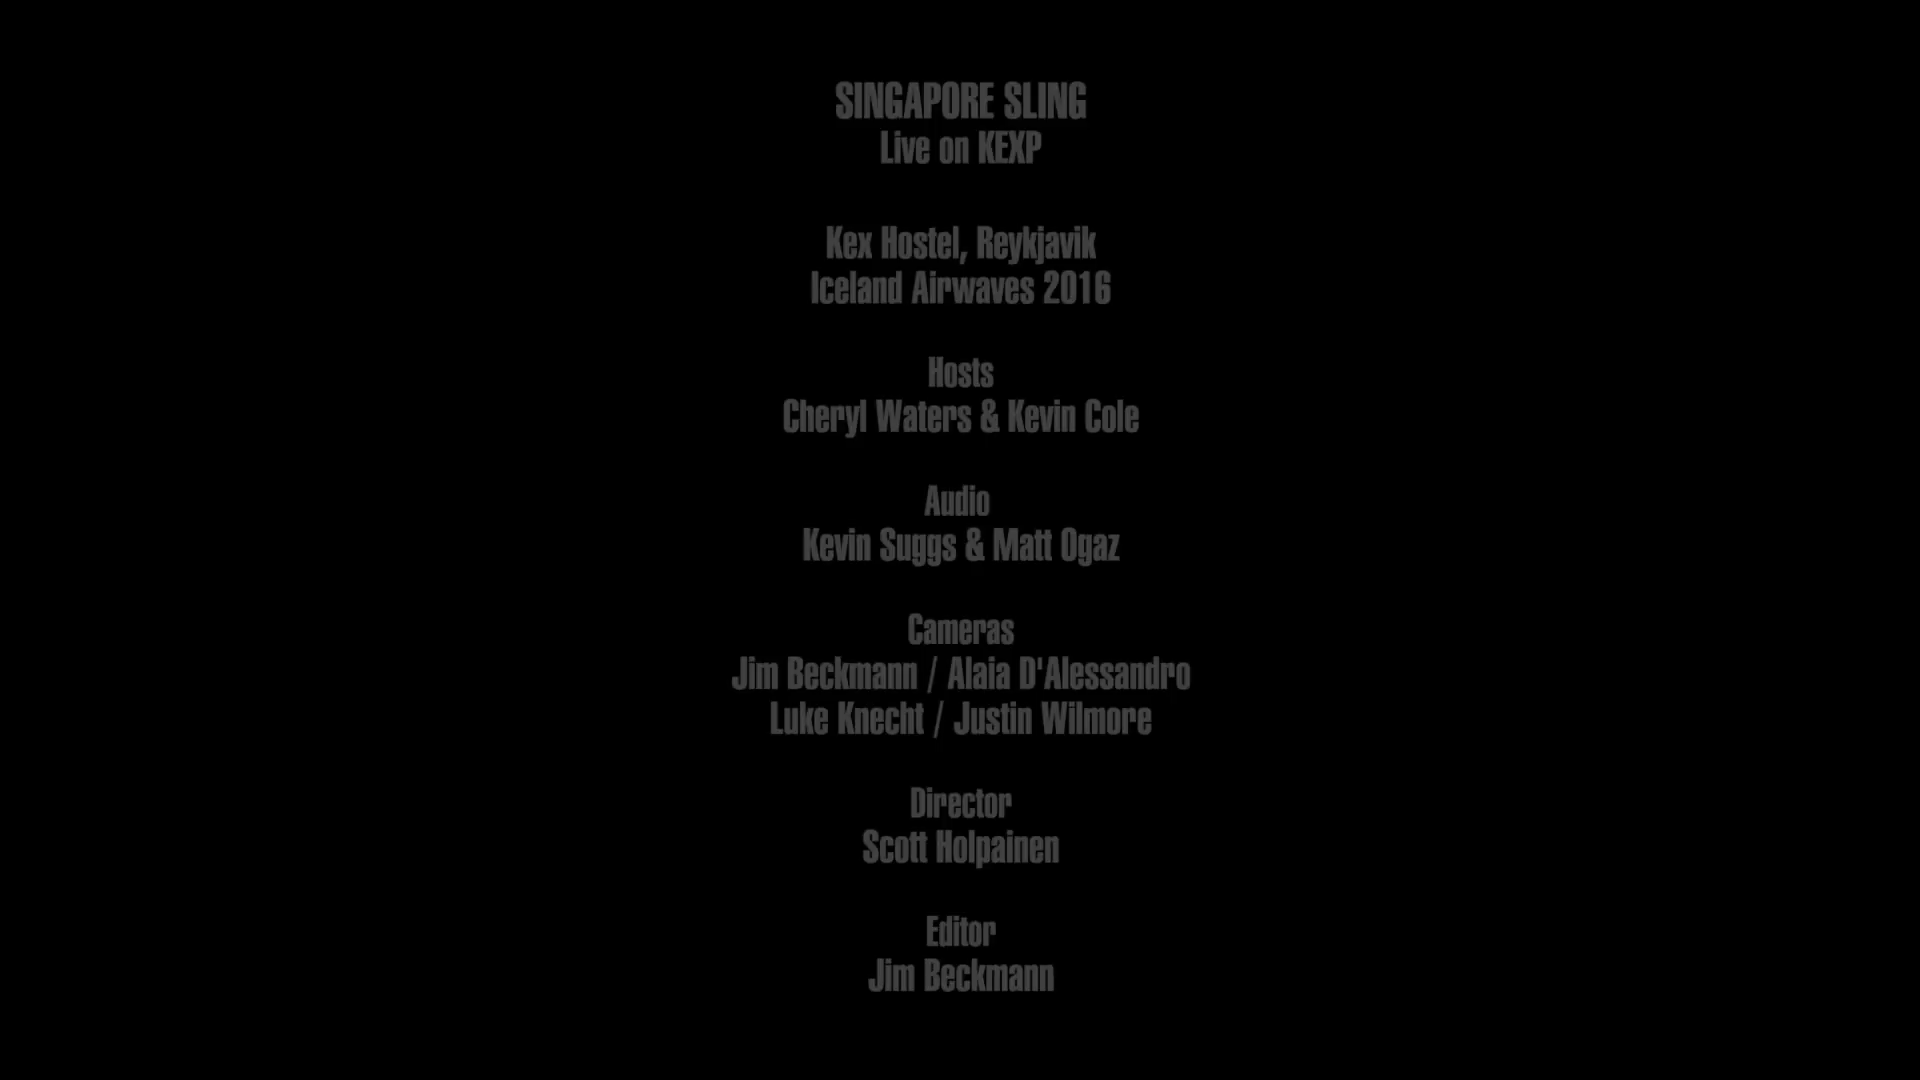 SINGAPORE SLING
Live on KEXP
Kex Hostel, Reykjavik
Iceland Airwaves 2016
Hosts
Cheryl Waters & Kevin Cole
Audio
Kevin Suggs & Matt Ogaz
Cameras
Jim Beckmann / Alaia D'Alessandro
Luke Knecht / Justin Wilmore
Director
Scott Holpainen
Editor
Jim Beckmann